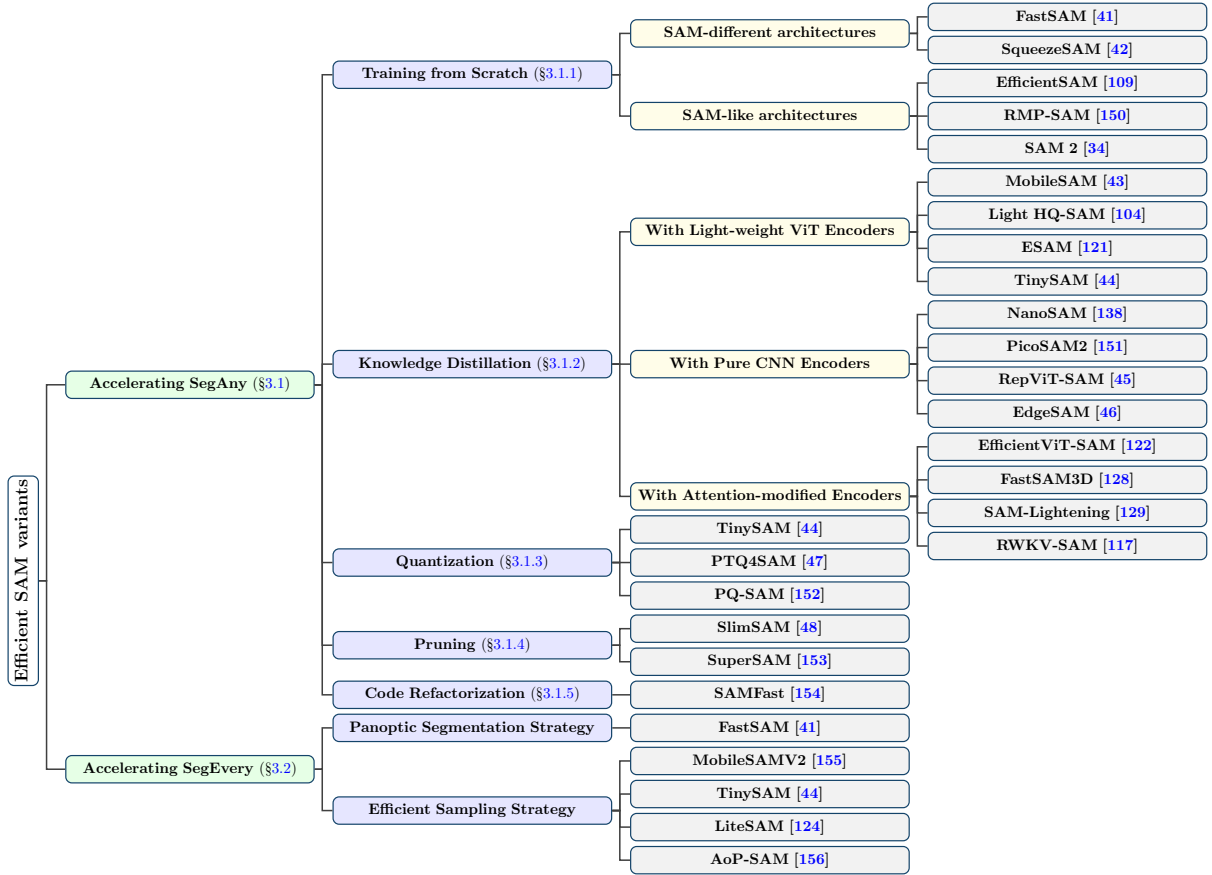 Efficient SAM variants
Accelerating SegAny (§3.1)
Training from Scratch (§3.1.1)
SAM-different architectures
FastSAM [41]
SqueezeSAM [42]
SAM-like architectures
EfficientSAM [109]
RMP-SAM [150]
SAM 2 [34]
Knowledge Distillation (§3.1.2)
With Light-weight ViT Encoders
MobileSAM [43]
Light HQ-SAM [104]
ESAM [121]
TinySAM [44]
With Pure CNN Encoders
NanoSAM [138]
PicoSAM2 [151]
RepViT-SAM [45]
EdgeSAM [46]
With Attention-modified Encoders
EfficientViT-SAM [122]
FastSAM3D [128]
SAM-Lightening [129]
RWKV-SAM [117]
Quantization (§3.1.3)
TinySAM [44]
PTQ4SAM [47]
PQ-SAM [152]
Pruning (§3.1.4)
SlimSAM [48]
SuperSAM [153]
Code Refactorization (§3.1.5)
SAMFast [154]
Accelerating SegEvery (§3.2)
Panoptic Segmentation Strategy
FastSAM [41]
Efficient Sampling Strategy
MobileSAMV2 [155]
TinySAM [44]
LiteSAM [124]
AoP-SAM [156]